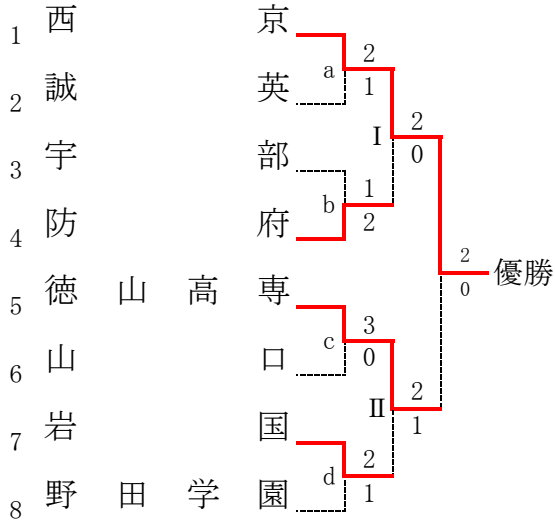 1 西京
2 誠英
3 宇部
4 防府
5 徳山高専
6 山口
7 岩国
8 野田学園
a 2 1
b 1 2
c 3 0
d 2 1
Ⅰ 2 0
Ⅱ 2 1
2 0 優勝